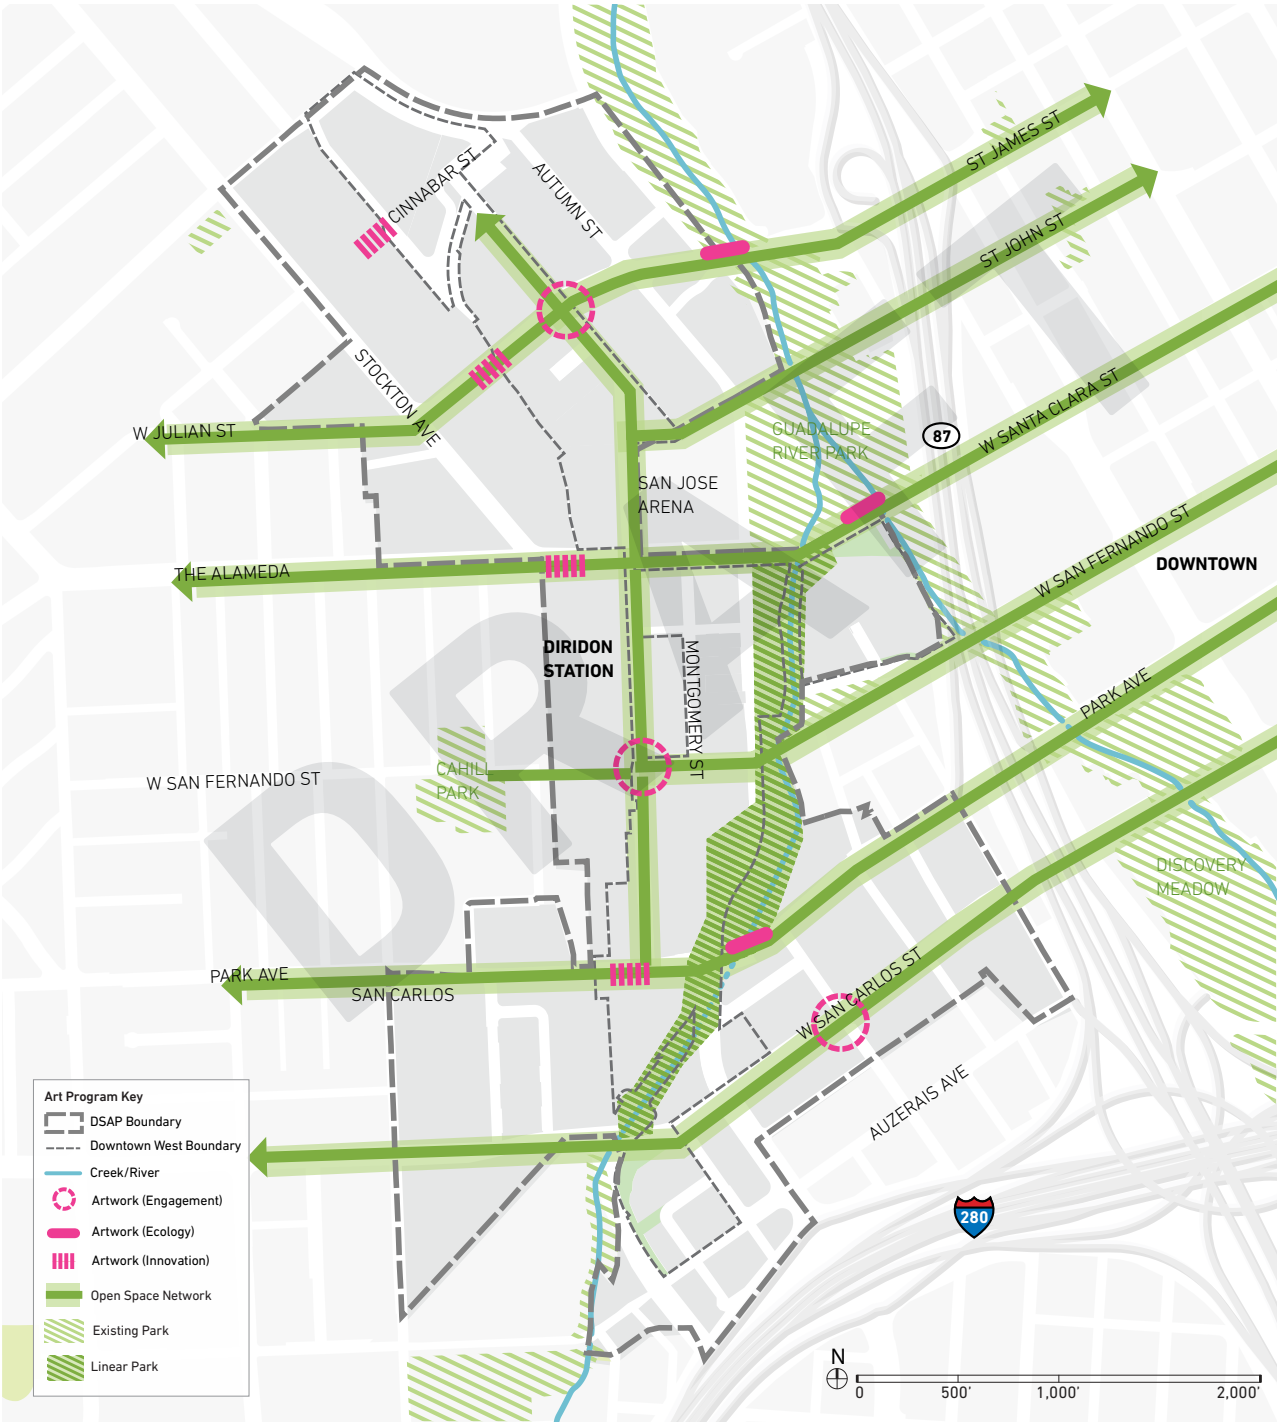 ST JAMES ST
CINNABAR ST
AUTUMN ST
ST JOHN ST
STOCKTON AVE
W JULIAN ST
W SANTA CLARA ST
GUADALUPE
RIVER PARK
87
SAN JOSE
ARENA
W SAN FERNANDO ST
DOWNTOWN
THE ALAMEDA
DIRIDON
STATION
MONTGOMERY ST
PARK AVE
W SAN FERNANDO ST
CAHILL
PARK
DISCOVERY
MEADOW
DRA
PARK AVE
SAN CARLOS
W SAN CARLOS ST
AUZERAIS AVE
280
Art Program Key
DSAP Boundary
Downtown West Boundary
Creek/River
Artwork (Engagement)
Artwork (Ecology)
Artwork (Innovation)
Open Space Network
Existing Park
Linear Park
N
0 500' 1,000' 2,000'